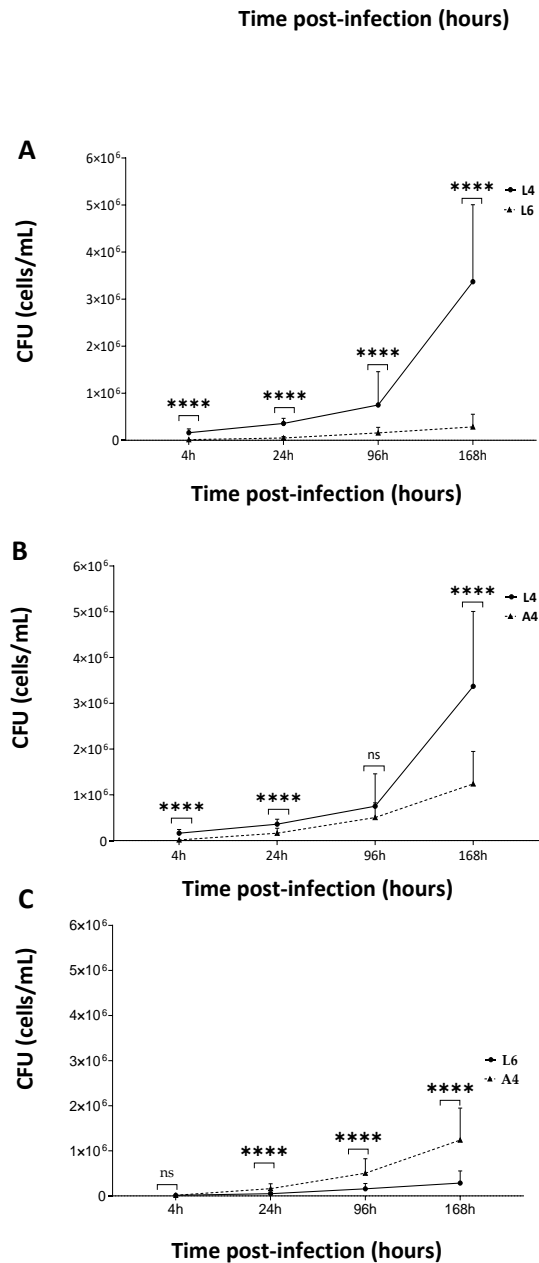 Time post-infection (hours)
A
CFU (cells/mL)
6×10⁶
5×10⁶
4×10⁶
3×10⁶
2×10⁶
1×10⁶
0
****
****
****
****
L4
L6
4h
24h
96h
168h
Time post-infection (hours)
B
CFU (cells/mL)
6×10⁶
5×10⁶
4×10⁶
3×10⁶
2×10⁶
1×10⁶
0
****
****
ns
****
L4
A4
4h
24h
96h
168h
Time post-infection (hours)
C
CFU (cells/mL)
6×10⁶
5×10⁶
4×10⁶
3×10⁶
2×10⁶
1×10⁶
0
ns
****
****
****
L6
A4
4h
24h
96h
168h
Time post-infection (hours)